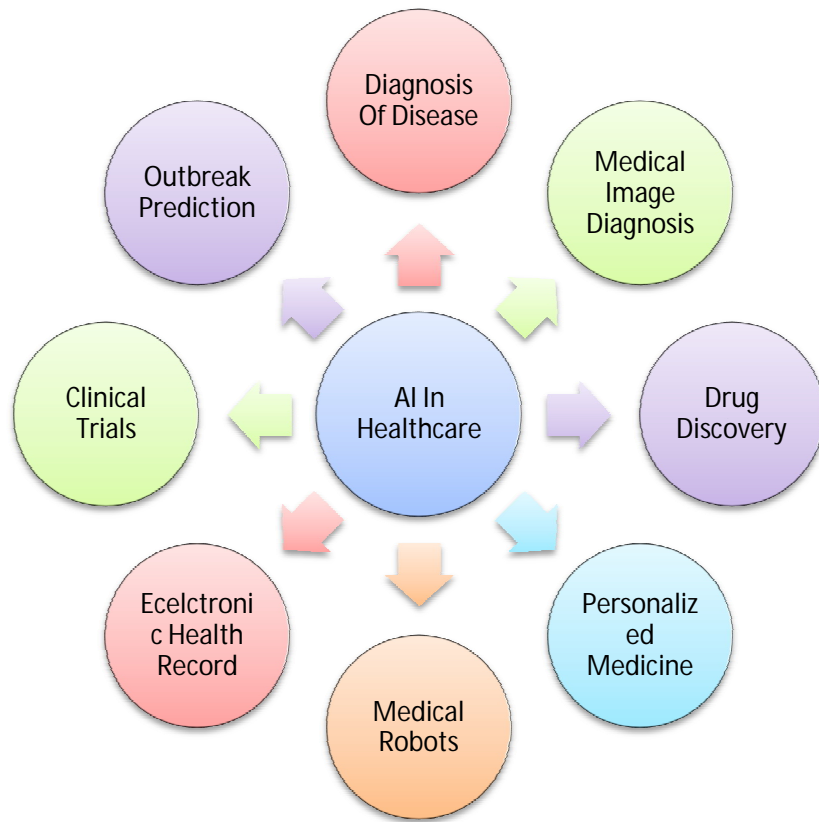 Diagnosis
Of Disease
Medical
Image
Diagnosis
Drug
Discovery
Personaliz
ed
Medicine
Medical
Robots
Ecelctroni
c Health
Record
Clinical
Trials
Outbreak
Prediction
AI In
Healthcare